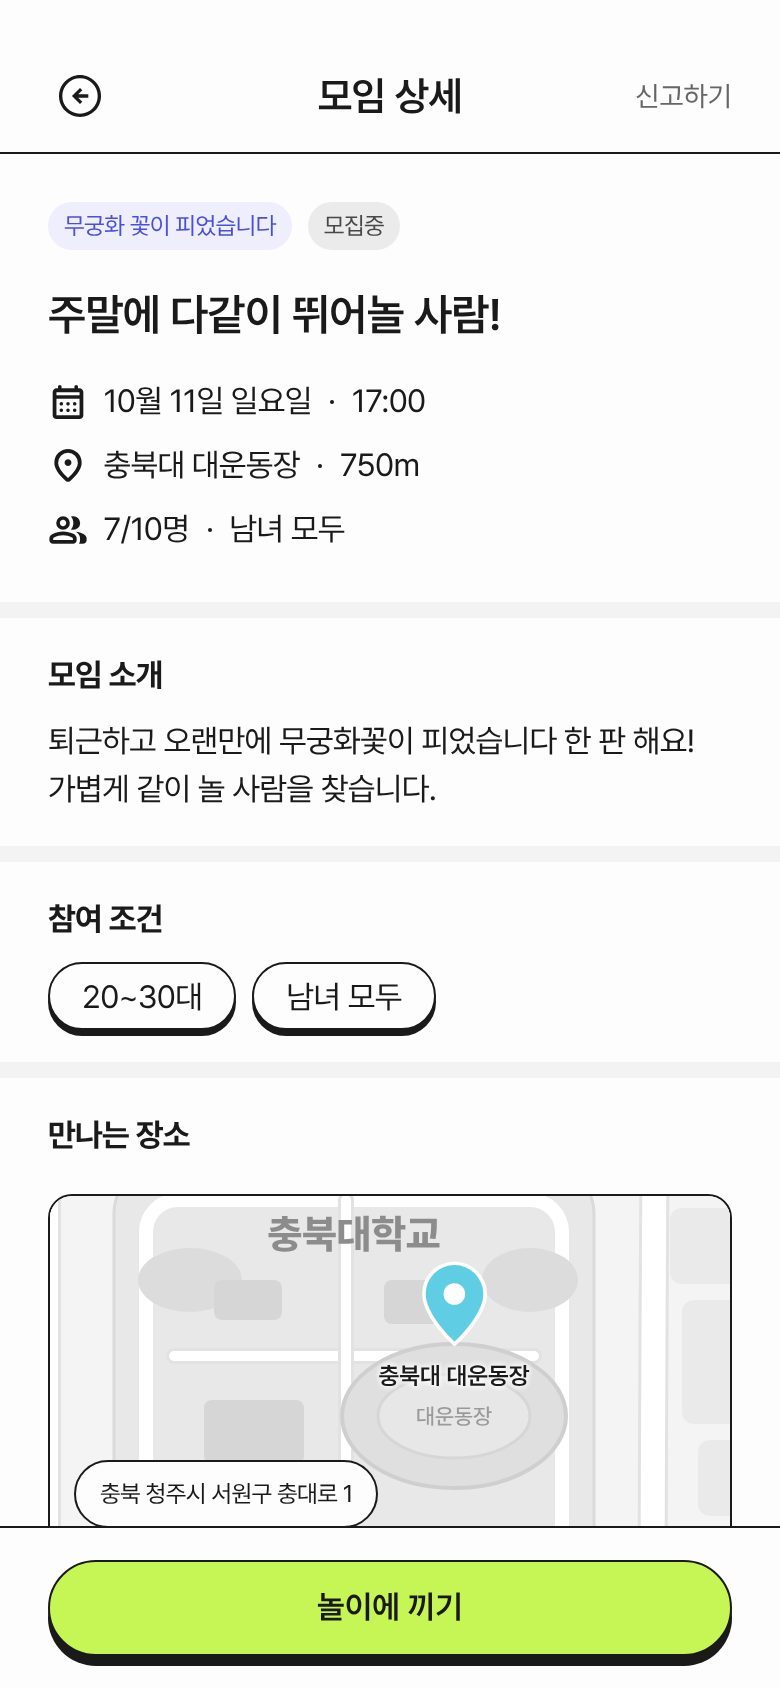 모임 상세
신고하기
무궁화 꽃이 피었습니다
모집중
주말에 다같이 뛰어놀 사람!
10월 11일 일요일 · 17:00
충북대 대운동장 · 750m
7/10명 · 남녀 모두
모임 소개
퇴근하고 오랜만에 무궁화꽃이 피었습니다 한 판 해요!
가볍게 같이 놀 사람을 찾습니다.
참여 조건
20~30대
남녀 모두
만나는 장소
충북대학교
충북대 대운동장
대운동장
충북 청주시 서원구 충대로 1
놀이에 끼기